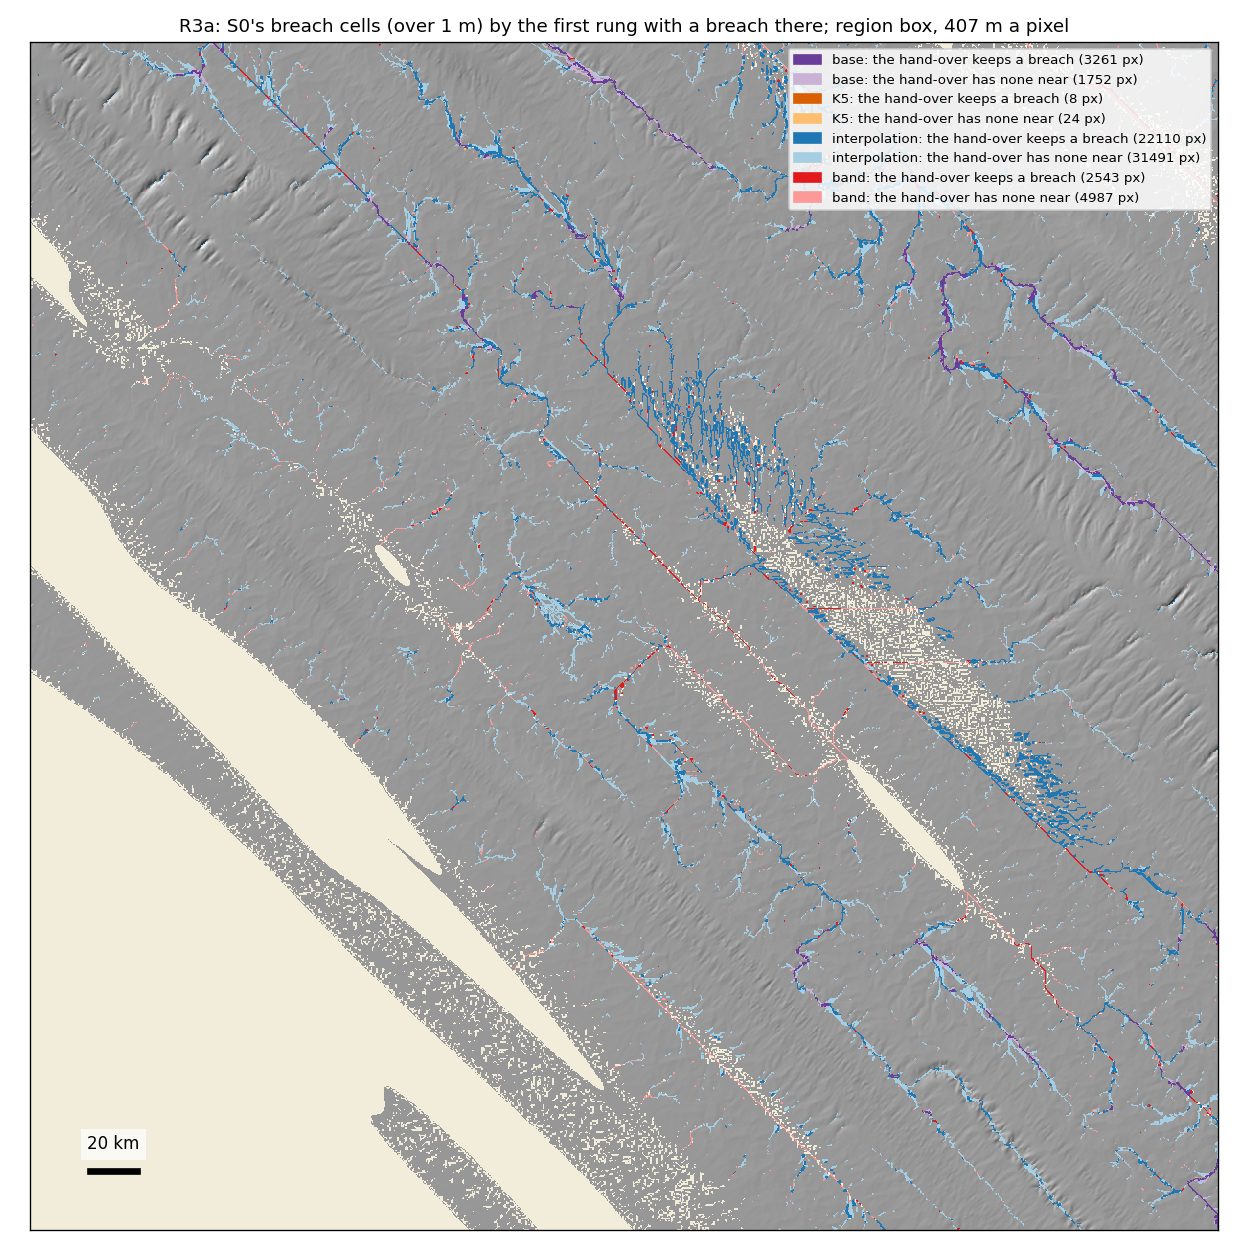 R3a: S0's breach cells (over 1 m) by the first rung with a breach there; region box, 407 m a pixel
base: the hand-over keeps a breach (3261 px)
base: the hand-over has none near (1752 px)
K5: the hand-over keeps a breach (8 px)
K5: the hand-over has none near (24 px)
interpolation: the hand-over keeps a breach (22110 px)
interpolation: the hand-over has none near (31491 px)
band: the hand-over keeps a breach (2543 px)
band: the hand-over has none near (4987 px)
20 km